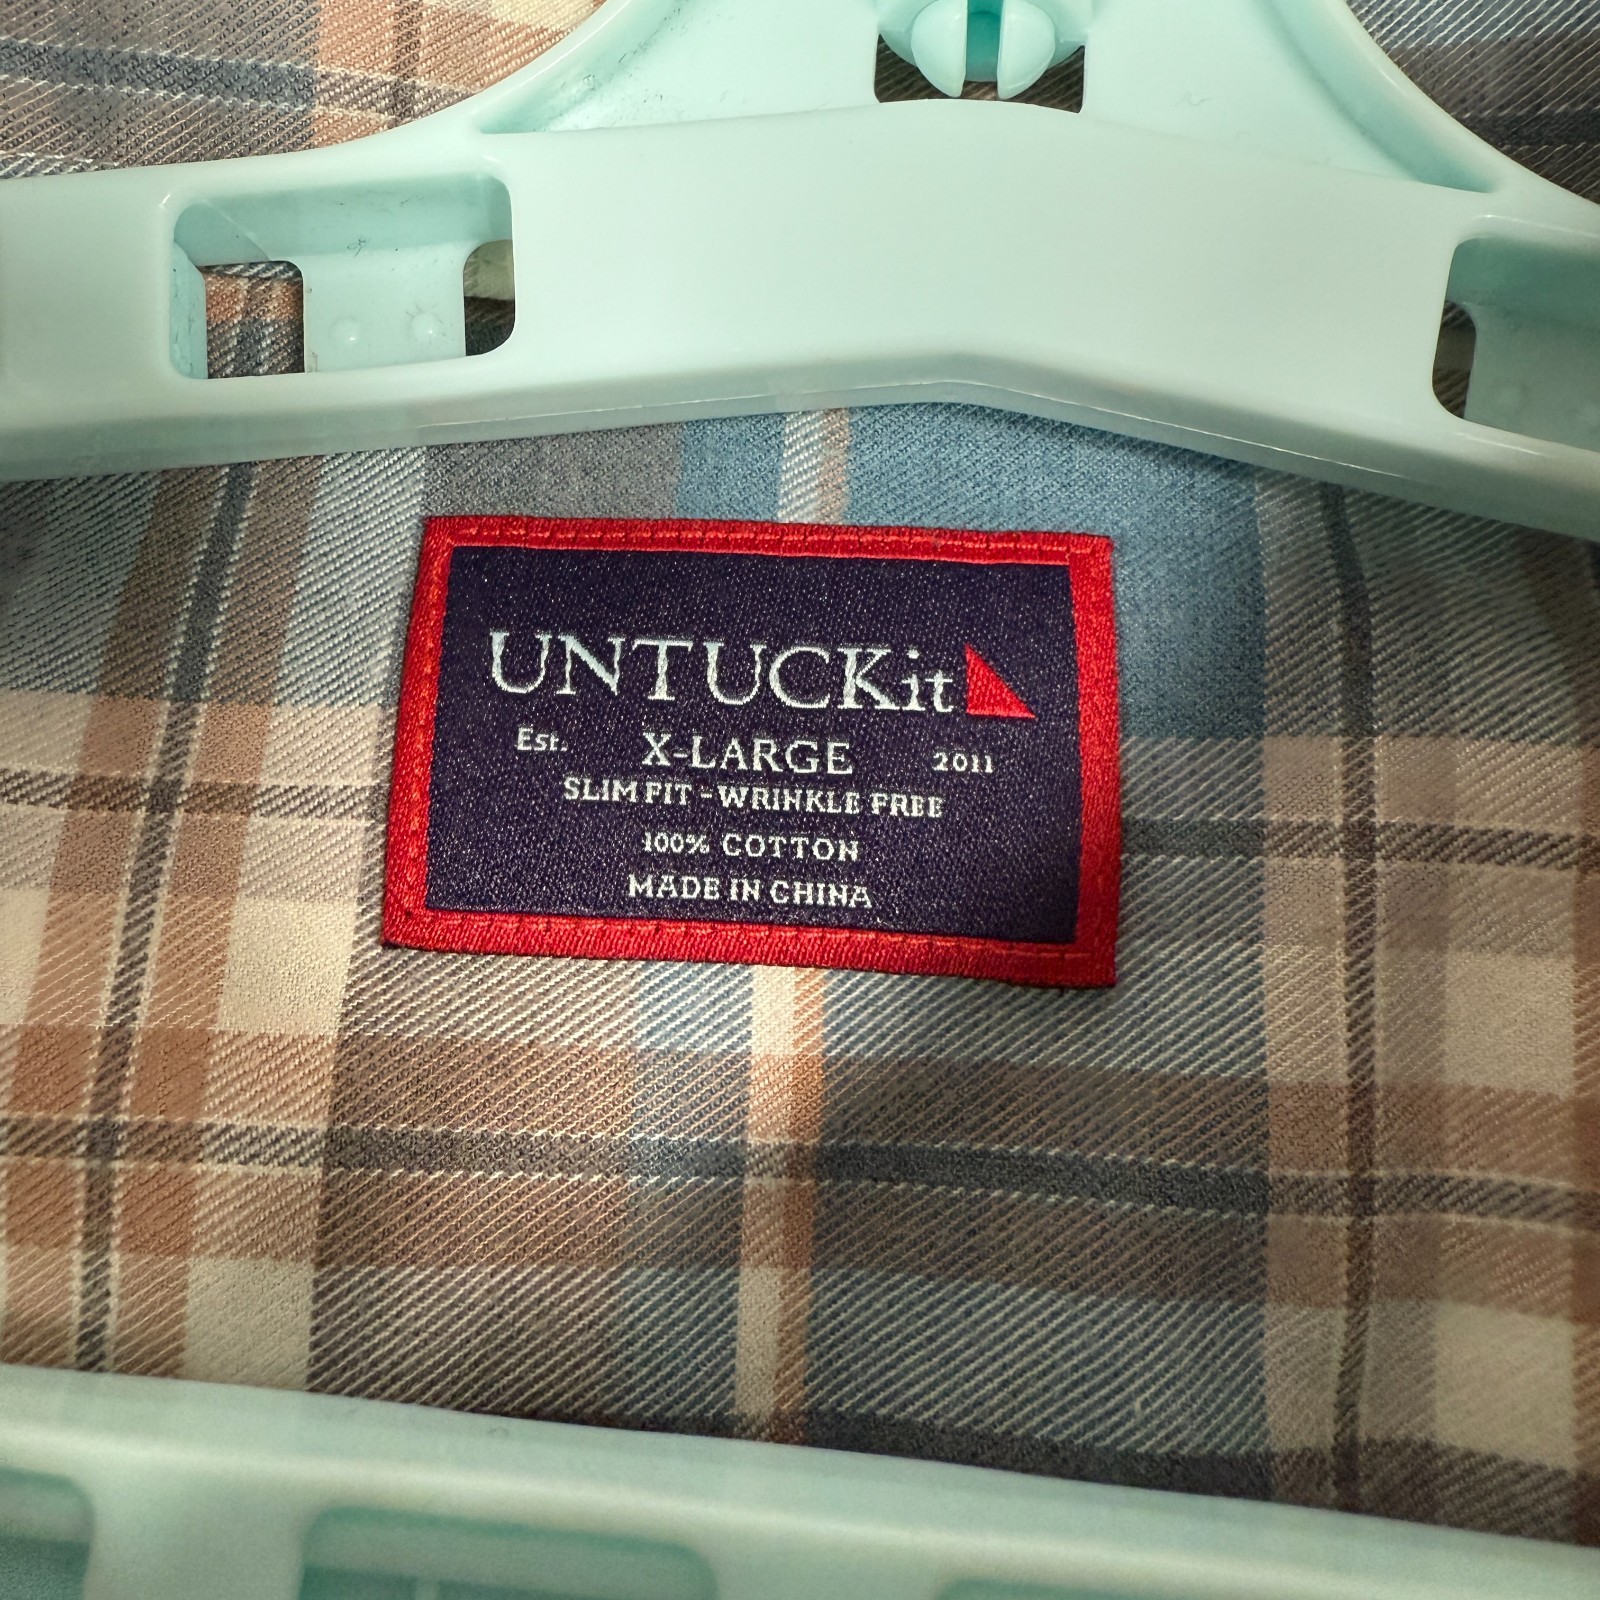 UNTUCKit
Est. X-LARGE 2011
SLIM FIT - WRINKLE FREE
100% COTTON
MADE IN CHINA